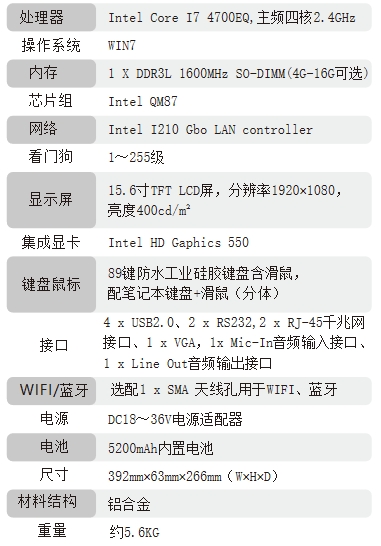 处理器 Intel Core I7 4700EQ,主频四核2.4GHz
操作系统 WIN7
内存 1 X DDR3L 1600MHz SO-DIMM(4G-16G可选)
芯片组 Intel QM87
网络 Intel I210 Gbo LAN controller
看门狗 1～255级
显示屏 15.6寸TFT LCD屏，分辨率1920×1080，
亮度400cd/m²
集成显卡 Intel HD Gaphics 550
键盘鼠标 89键防水工业硅胶键盘含滑鼠，
配笔记本键盘+滑鼠（分体）
接口 4 x USB2.0、2 x RS232,2 x RJ-45千兆网
接口、1 x VGA，1x Mic-In音频输入接口、
1 x Line Out音频输出接口
WIFI/蓝牙 选配1 x SMA 天线孔用于WIFI、蓝牙
电源 DC18～36V电源适配器
电池 5200mAh内置电池
尺寸 392mm×63mm×266mm（W×H×D）
材料结构 铝合金
重量 约5.6KG